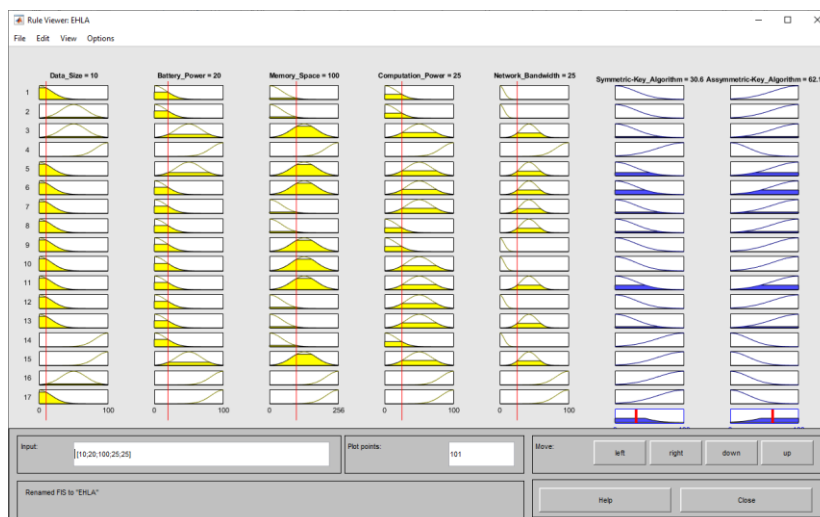 Rule Viewer: EHLA
File Edit View Options
Data_Size = 10 Battery_Power = 20 Memory_Space = 100 Computation_Power = 25 Network_Bandwidth = 25 Symmetric-Key_Algorithm = 30.6 Assymmetric-Key_Algorithm = 62.1
1
2
3
4
5
6
7
8
9
10
11
12
13
14
15
16
17
0 100 0 100 0 256 0 100 0 100
Input: [10;20;100;25;25] Plot points: 101 Move: left right down up
Renamed FIS to "EHLA" Help Close